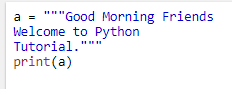 a = """Good Morning Friends
Welcome to Python
Tutorial."""
print(a)